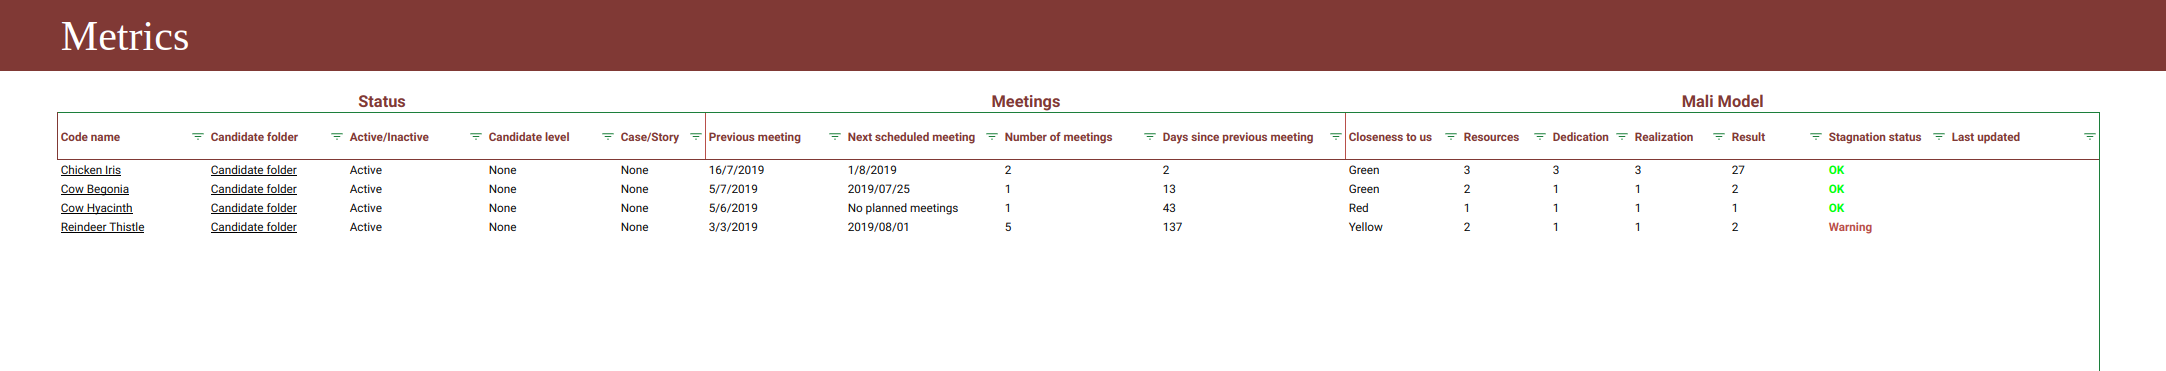 Metrics
Status Meetings Mali Model
Code name Candidate folder Active/Inactive Candidate level Case/Story Previous meeting Next scheduled meeting Number of meetings Days since previous meeting Closeness to us Resources Dedication Realization Result Stagnation status Last updated
Chicken Iris Candidate folder Active None None 16/7/2019 1/8/2019 2 2 Green 3 3 3 27 OK
Cow Begonia Candidate folder Active None None 5/7/2019 2019/07/25 1 13 Green 2 1 1 2 OK
Cow Hyacinth Candidate folder Active None None 5/6/2019 No planned meetings 1 43 Red 1 1 1 1 OK
Reindeer Thistle Candidate folder Active None None 3/3/2019 2019/08/01 5 137 Yellow 2 1 1 2 Warning